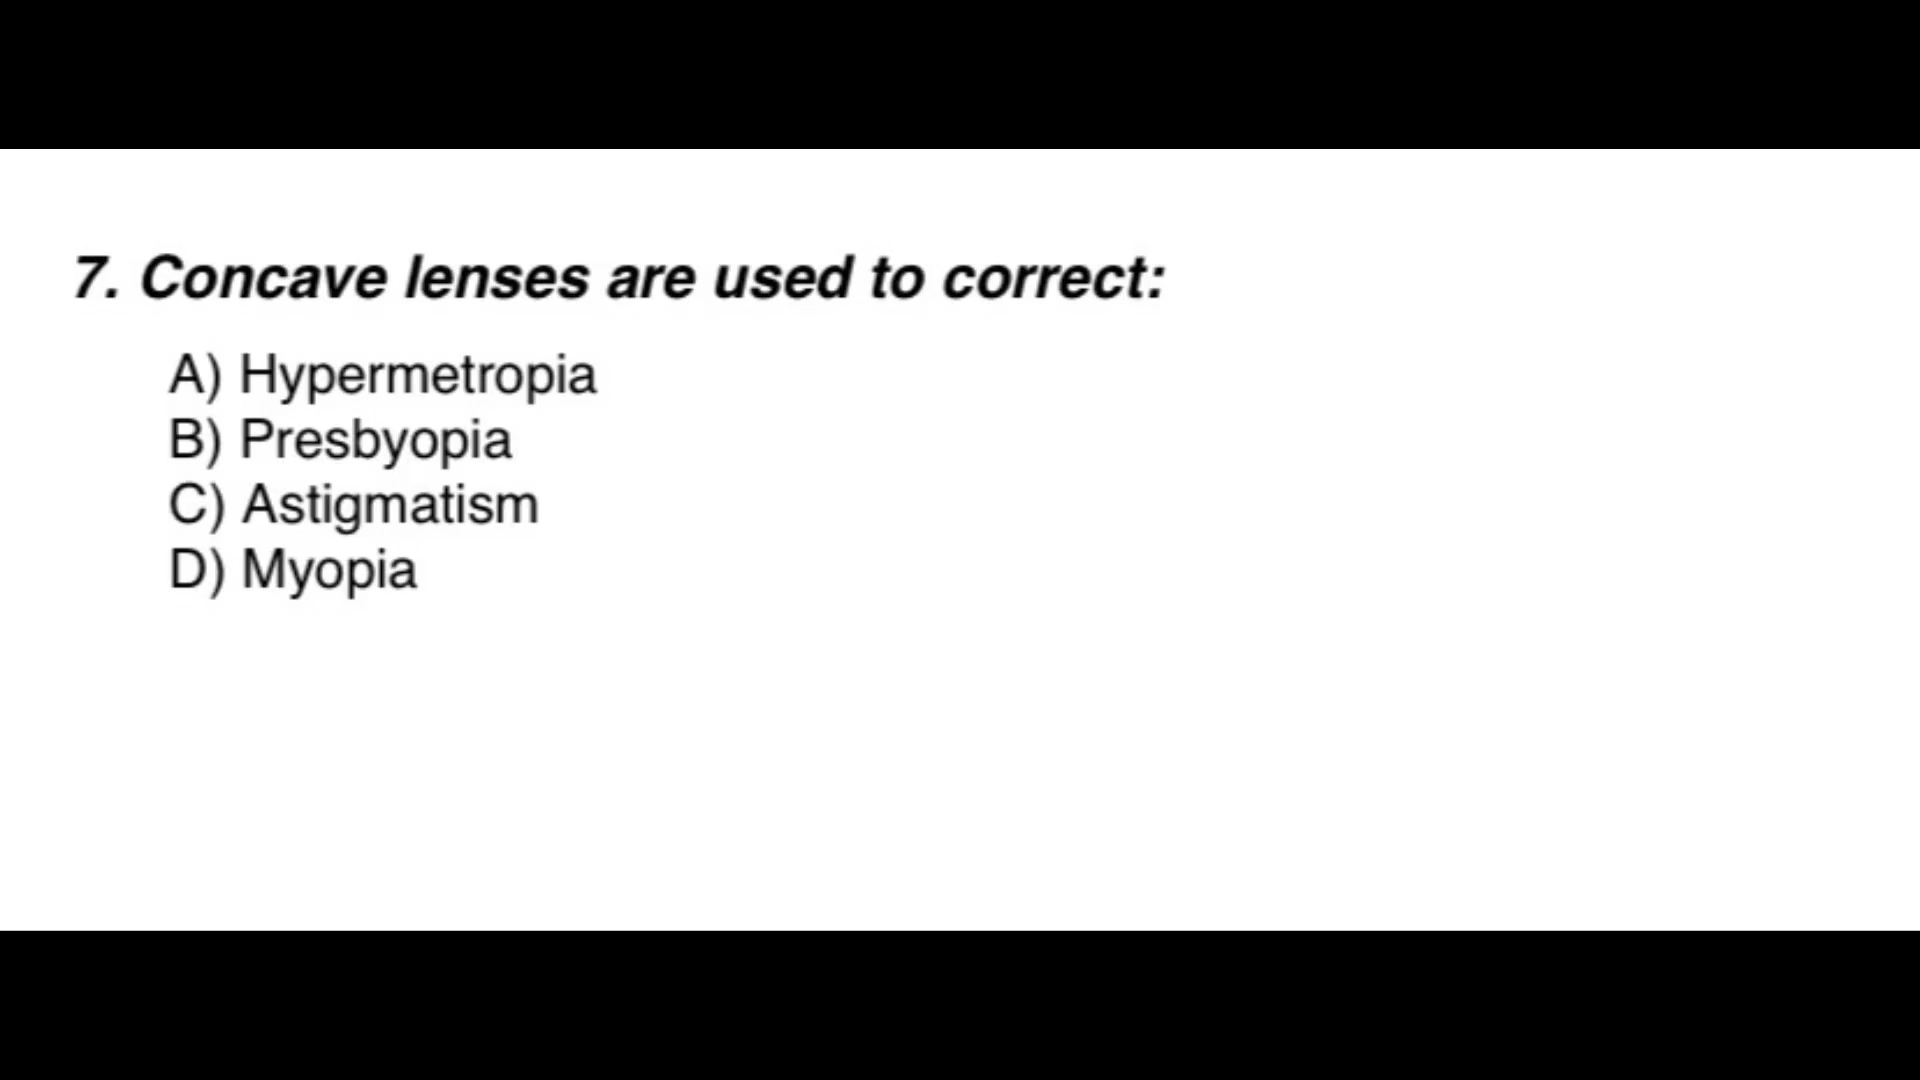 7. Concave lenses are used to correct:
A) Hypermetropia
B) Presbyopia
C) Astigmatism
D) Myopia